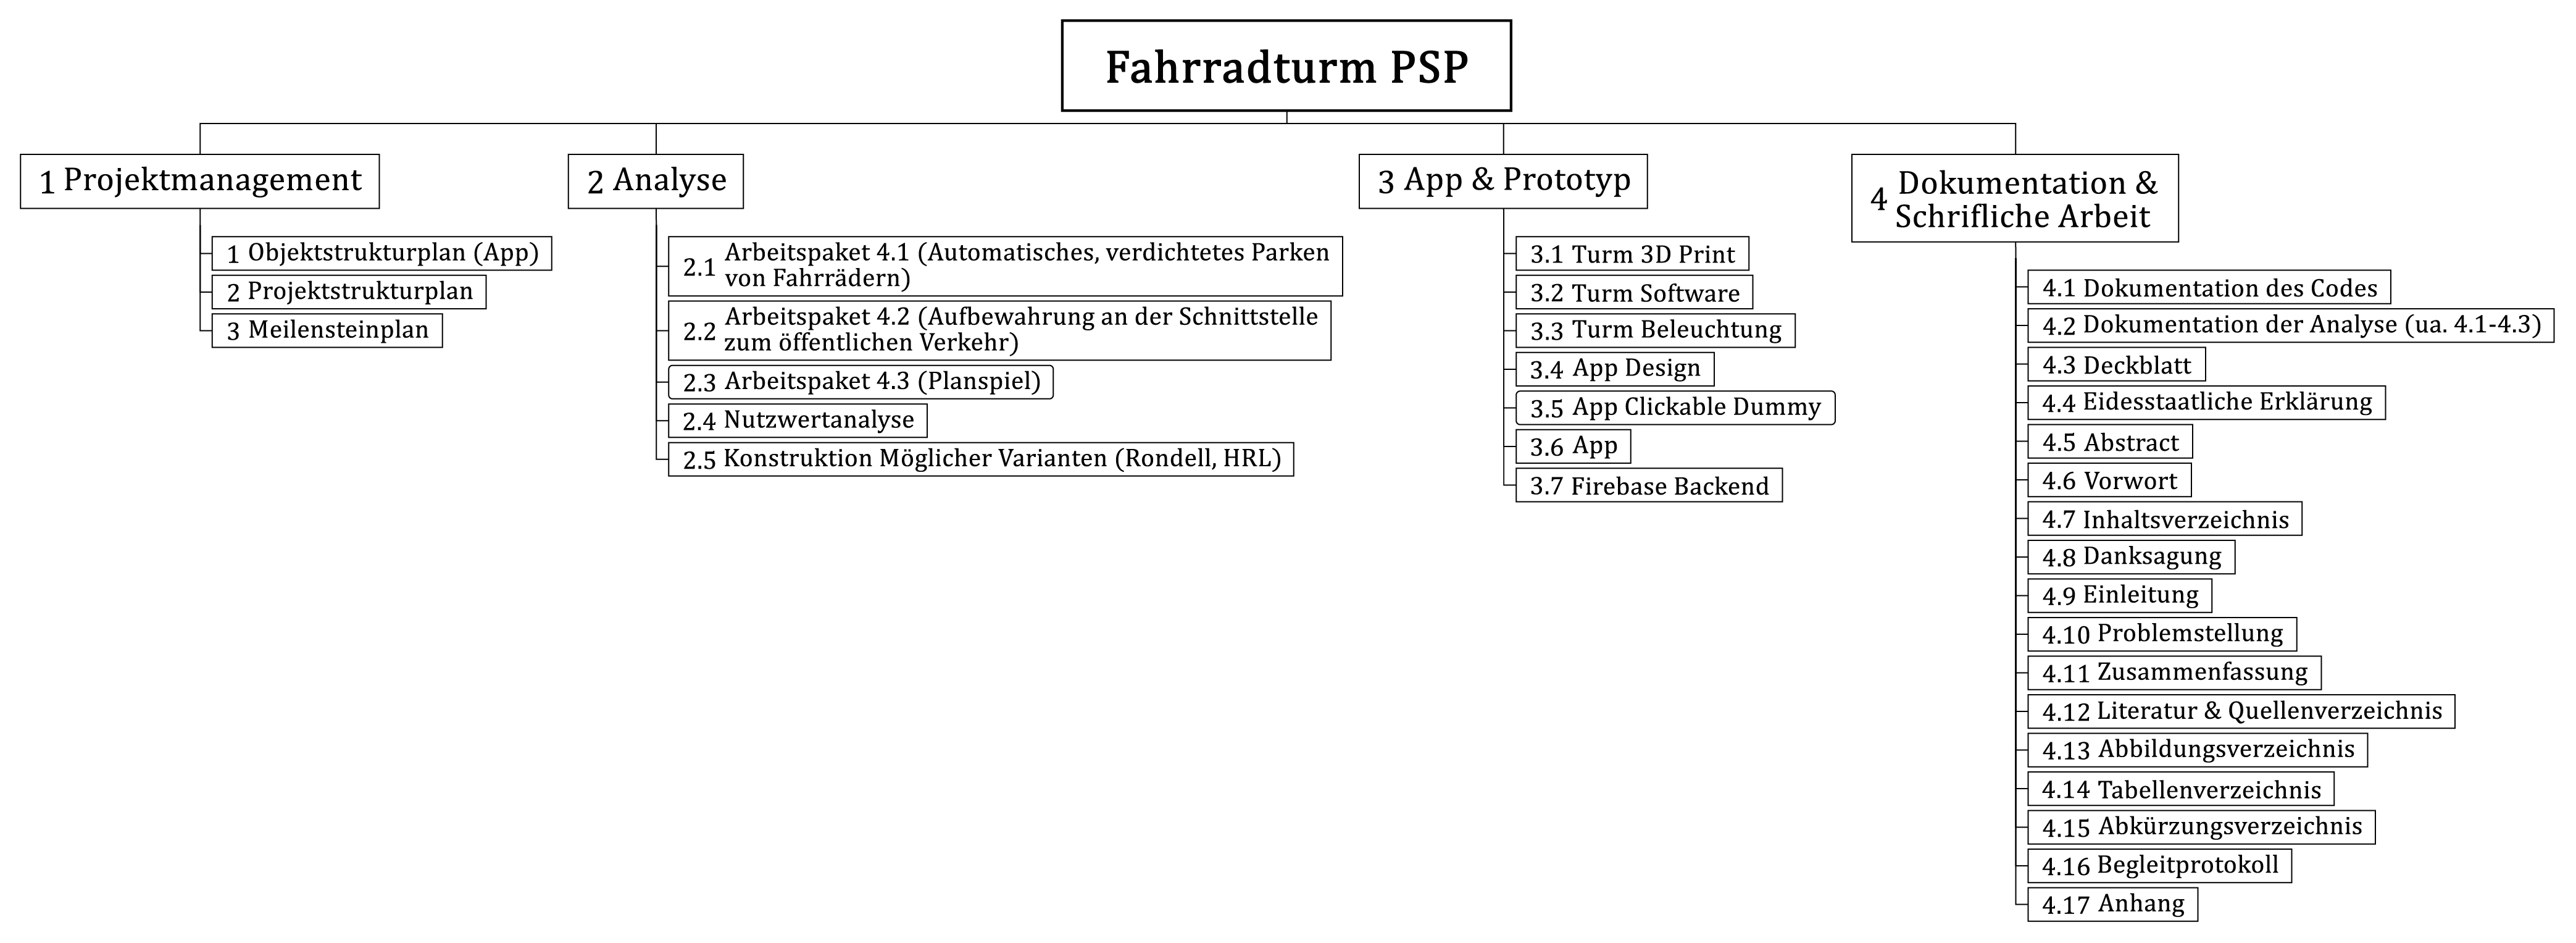 Fahrradturm PSP
1 Projektmanagement
1 Objektstrukturplan (App)
2 Projektstrukturplan
3 Meilensteinplan
2 Analyse
2.1 Arbeitspaket 4.1 (Automatisches, verdichtetes Parken
von Fahrrädern)
2.2 Arbeitspaket 4.2 (Aufbewahrung an der Schnittstelle
zum öffentlichen Verkehr)
2.3 Arbeitspaket 4.3 (Planspiel)
2.4 Nutzwertanalyse
2.5 Konstruktion Möglicher Varianten (Rondell, HRL)
3 App & Prototyp
3.1 Turm 3D Print
3.2 Turm Software
3.3 Turm Beleuchtung
3.4 App Design
3.5 App Clickable Dummy
3.6 App
3.7 Firebase Backend
4 Dokumentation &
Schrifliche Arbeit
4.1 Dokumentation des Codes
4.2 Dokumentation der Analyse (ua. 4.1-4.3)
4.3 Deckblatt
4.4 Eidesstaatliche Erklärung
4.5 Abstract
4.6 Vorwort
4.7 Inhaltsverzeichnis
4.8 Danksagung
4.9 Einleitung
4.10 Problemstellung
4.11 Zusammenfassung
4.12 Literatur & Quellenverzeichnis
4.13 Abbildungsverzeichnis
4.14 Tabellenverzeichnis
4.15 Abkürzungsverzeichnis
4.16 Begleitprotokoll
4.17 Anhang